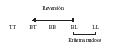 Reversión
TT BT BB BL LL
Enfermedades